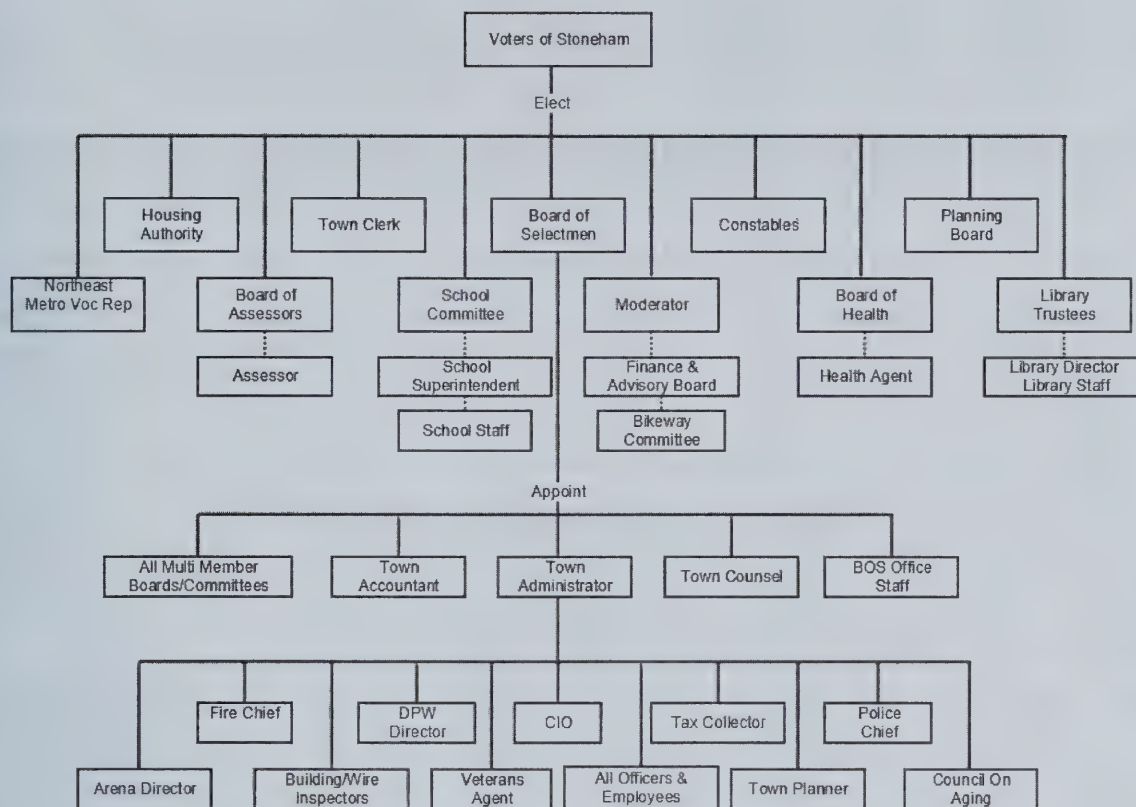 Voters of Stoneham
Elect
Housing
Authority
Town Clerk
Board of
Selectmen
Constables
Planning
Board
Northeast
Metro Voc Rep
Board of
Assessors
School
Committee
Moderator
Board of
Health
Library
Trustees
Assessor
School
Superintendent
Finance &
Advisory Board
Health Agent
Library Director
Library Staff
School Staff
Bikeway
Committee
Appoint
All Multi Member
Boards/Committees
Town
Accountant
Town
Administrator
Town Counsel
BOS Office
Staff
Fire Chief
DPW
Director
CIO
Tax Collector
Police
Chief
Arena Director
Building/Wire
Inspectors
Veterans
Agent
All Officers &
Employees
Town Planner
Council On
Aging